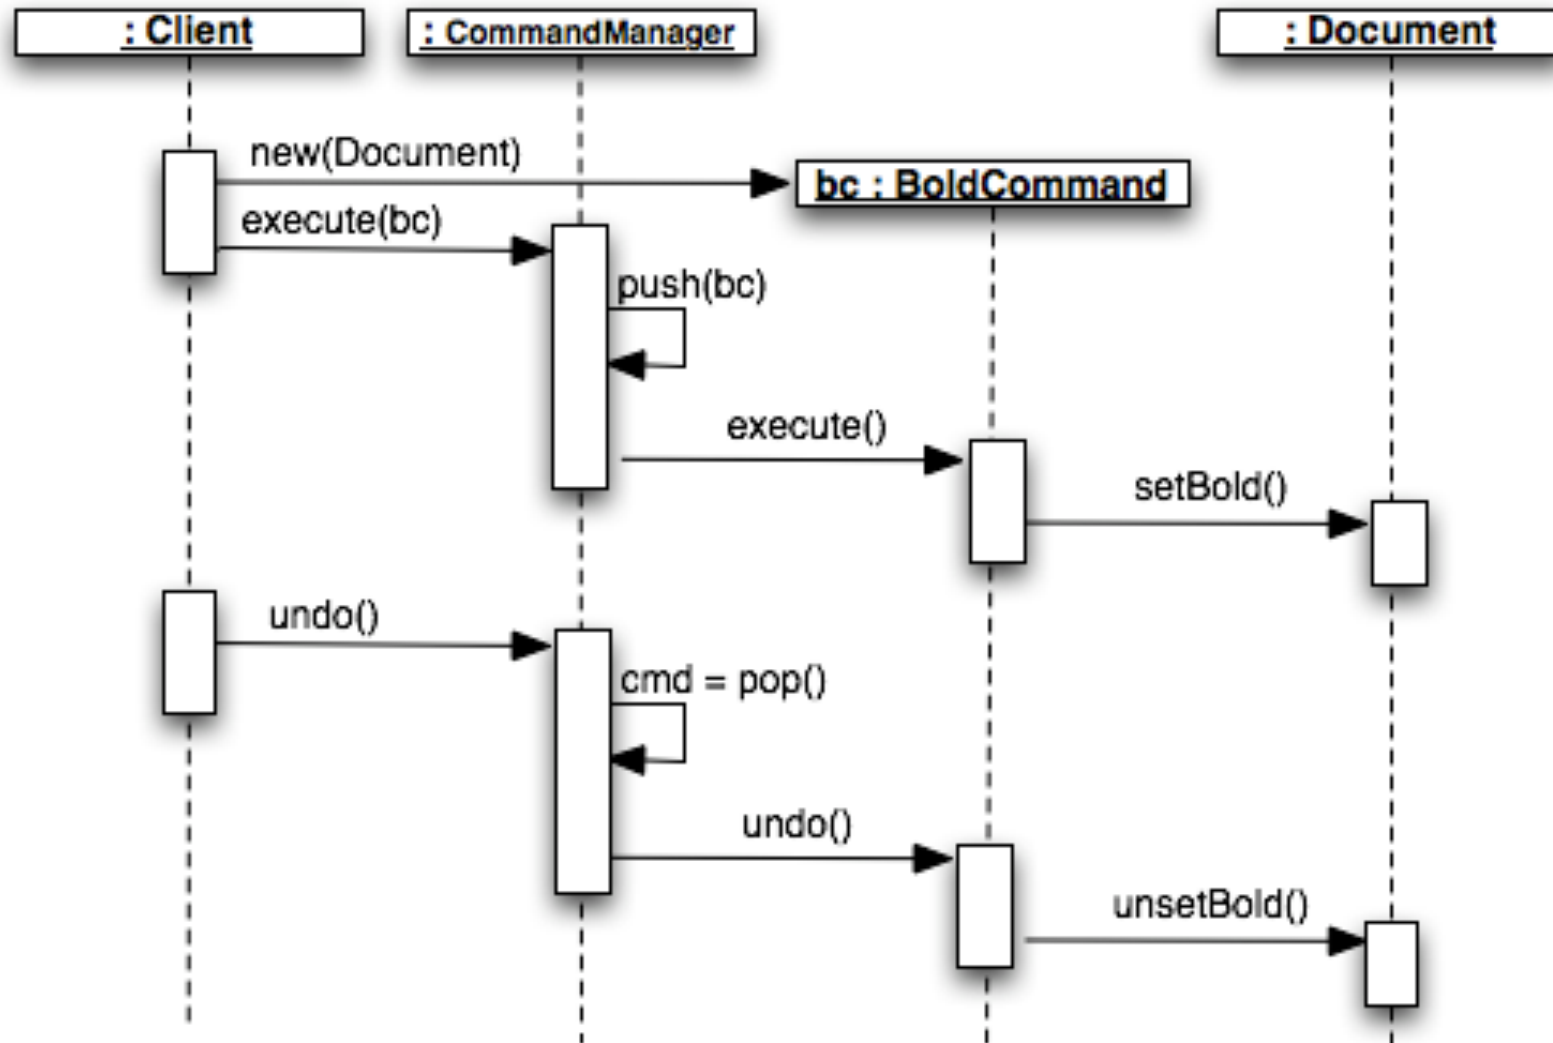 : Client
: CommandManager
: Document
new(Document)
bc : BoldCommand
execute(bc)
push(bc)
execute()
setBold()
undo()
cmd = pop()
undo()
unsetBold()